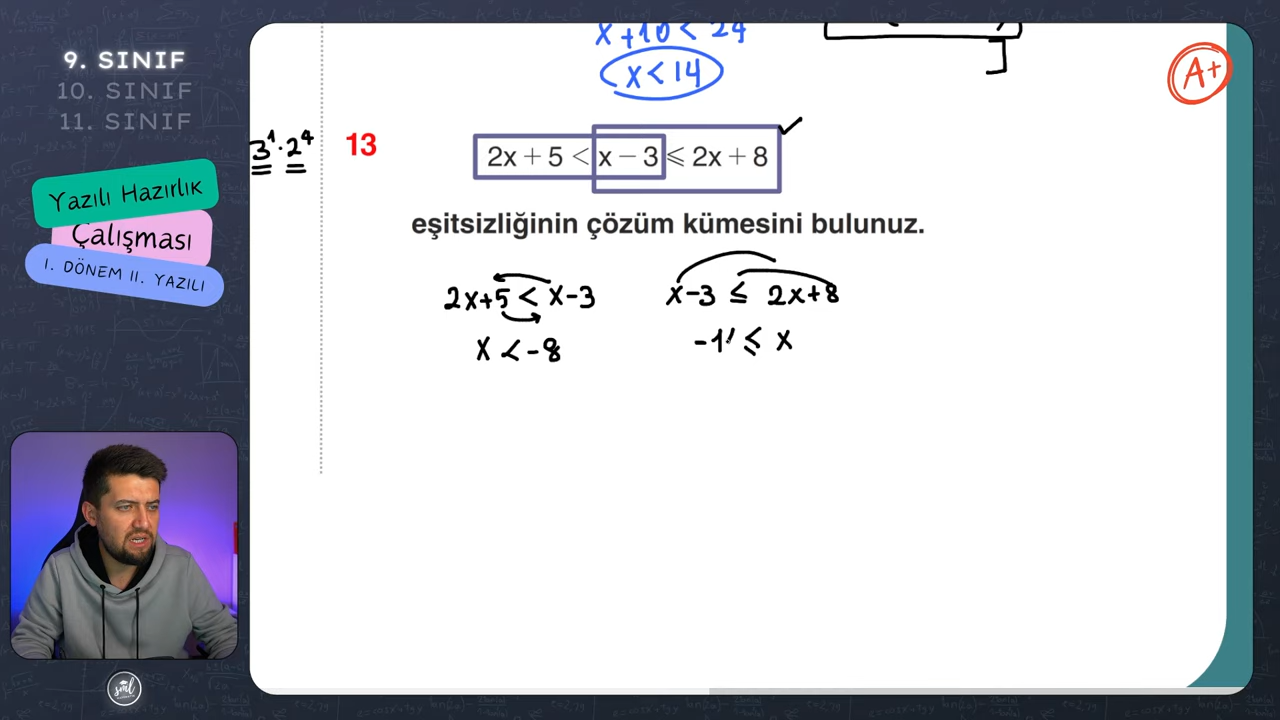 9. SINIF
10. SINIF
11. SINIF
Yazılı Hazırlık
Çalışması
I. DÖNEM II. YAZILI
x+10 < 24
x < 14
A+
3¹·2⁴
13
2x + 5 < x − 3 ⩽ 2x + 8
eşitsizliğinin çözüm kümesini bulunuz.
2x+5 < x−3
x−3 ≤ 2x+8
x < −8
−11 ≤ x
sml